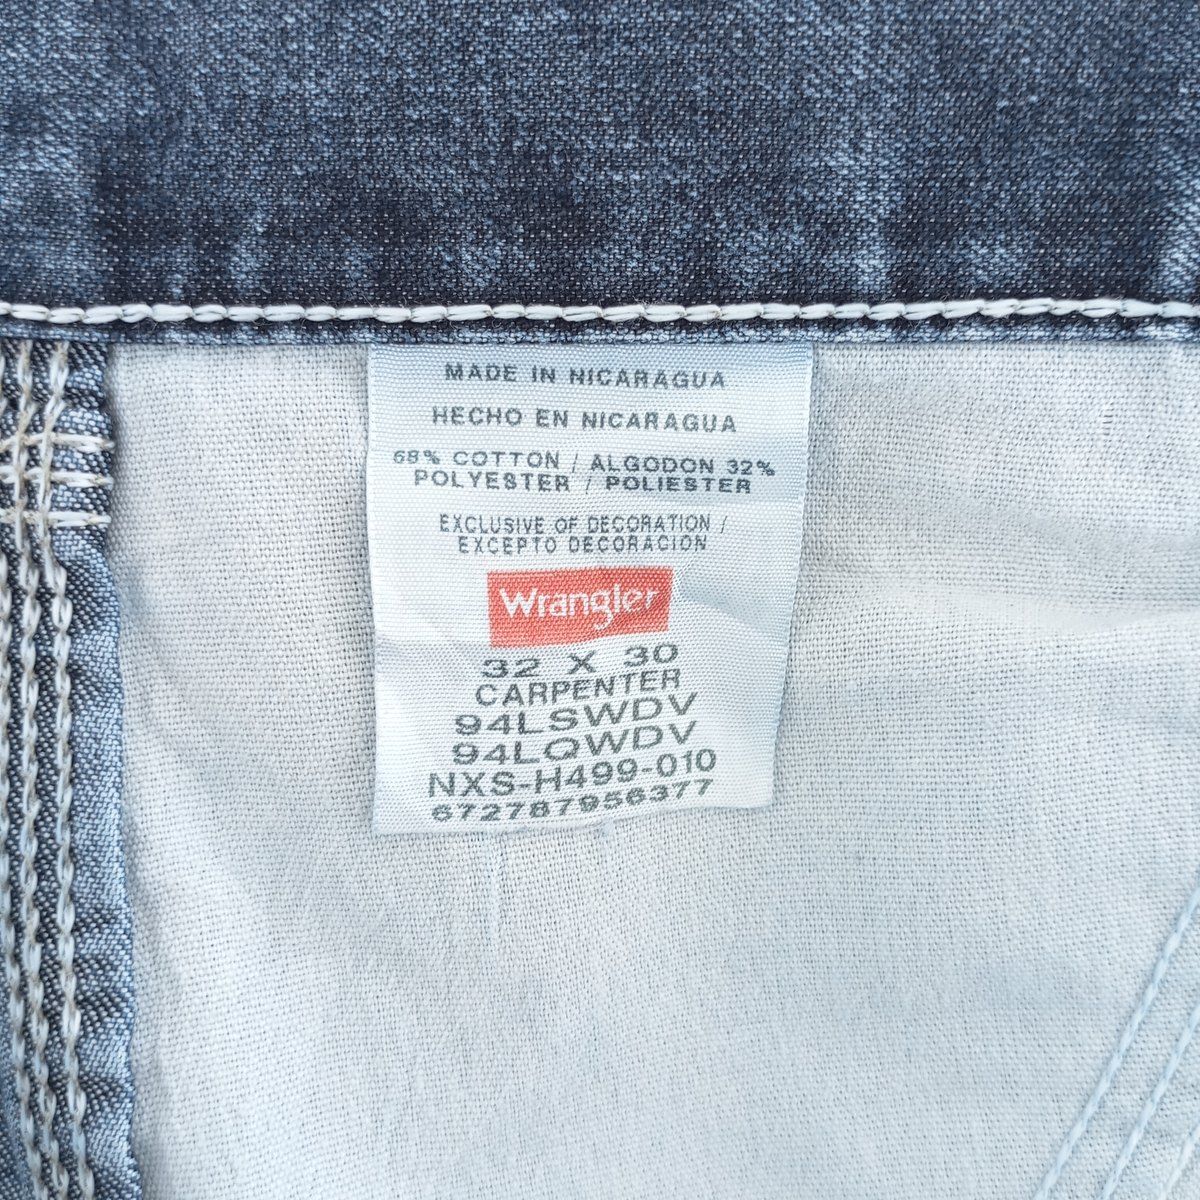 MADE IN NICARAGUA
HECHO EN NICARAGUA
68% COTTON / ALGODON 32%
POLYESTER / POLIESTER
EXCLUSIVE OF DECORATION /
EXCEPTO DECORACION
Wrangler
32 X 30
CARPENTER
94LSWDV
94LQWDV
NXS-H499-010
672787956377